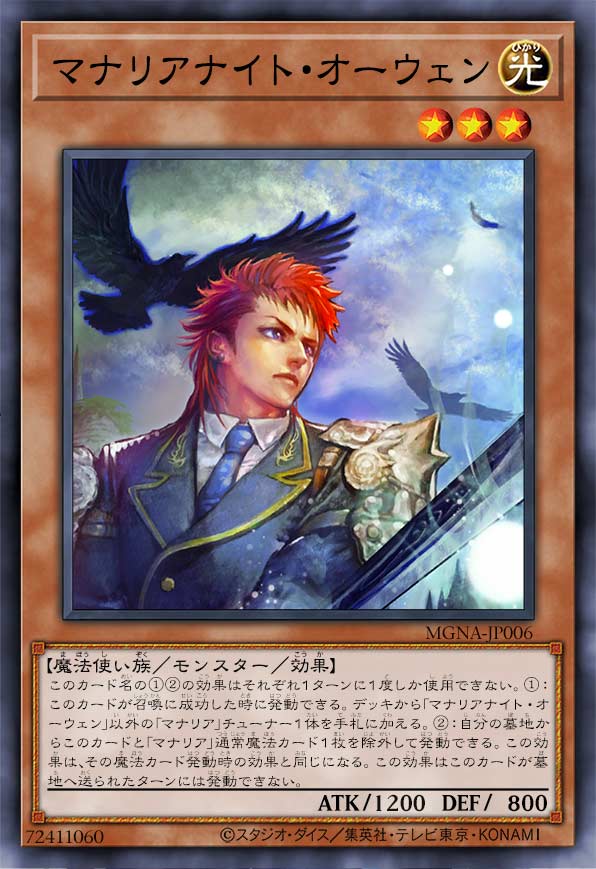 マナリアナイト・オーウェン
ひかり
光
MGNA-JP006
【魔法使い族／モンスター／効果】
このカード名の①②の効果はそれぞれ1ターンに1度しか使用できない。①：
このカードが召喚に成功した時に発動できる。デッキから「マナリアナイト・オ
ーウェン」以外の「マナリア」チューナー1体を手札に加える。②：自分の墓地か
らこのカードと「マナリア」通常魔法カード1枚を除外して発動できる。この効
果は、その魔法カード発動時の効果と同じになる。この効果はこのカードが墓
地へ送られたターンには発動できない。
ATK/1200 DEF/ 800
72411060
©スタジオ・ダイス／集英社・テレビ東京・KONAMI